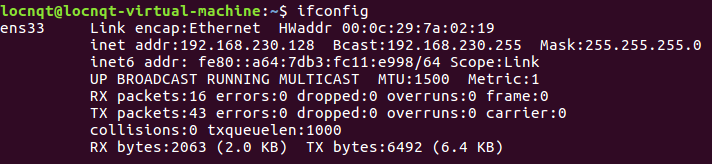 locnqt@locnqt-virtual-machine:~$ ifconfig
ens33     Link encap:Ethernet  HWaddr 00:0c:29:7a:02:19
          inet addr:192.168.230.128  Bcast:192.168.230.255  Mask:255.255.255.0
          inet6 addr: fe80::a64:7db3:fc11:e998/64 Scope:Link
          UP BROADCAST RUNNING MULTICAST  MTU:1500  Metric:1
          RX packets:16 errors:0 dropped:0 overruns:0 frame:0
          TX packets:43 errors:0 dropped:0 overruns:0 carrier:0
          collisions:0 txqueuelen:1000
          RX bytes:2063 (2.0 KB)  TX bytes:6492 (6.4 KB)